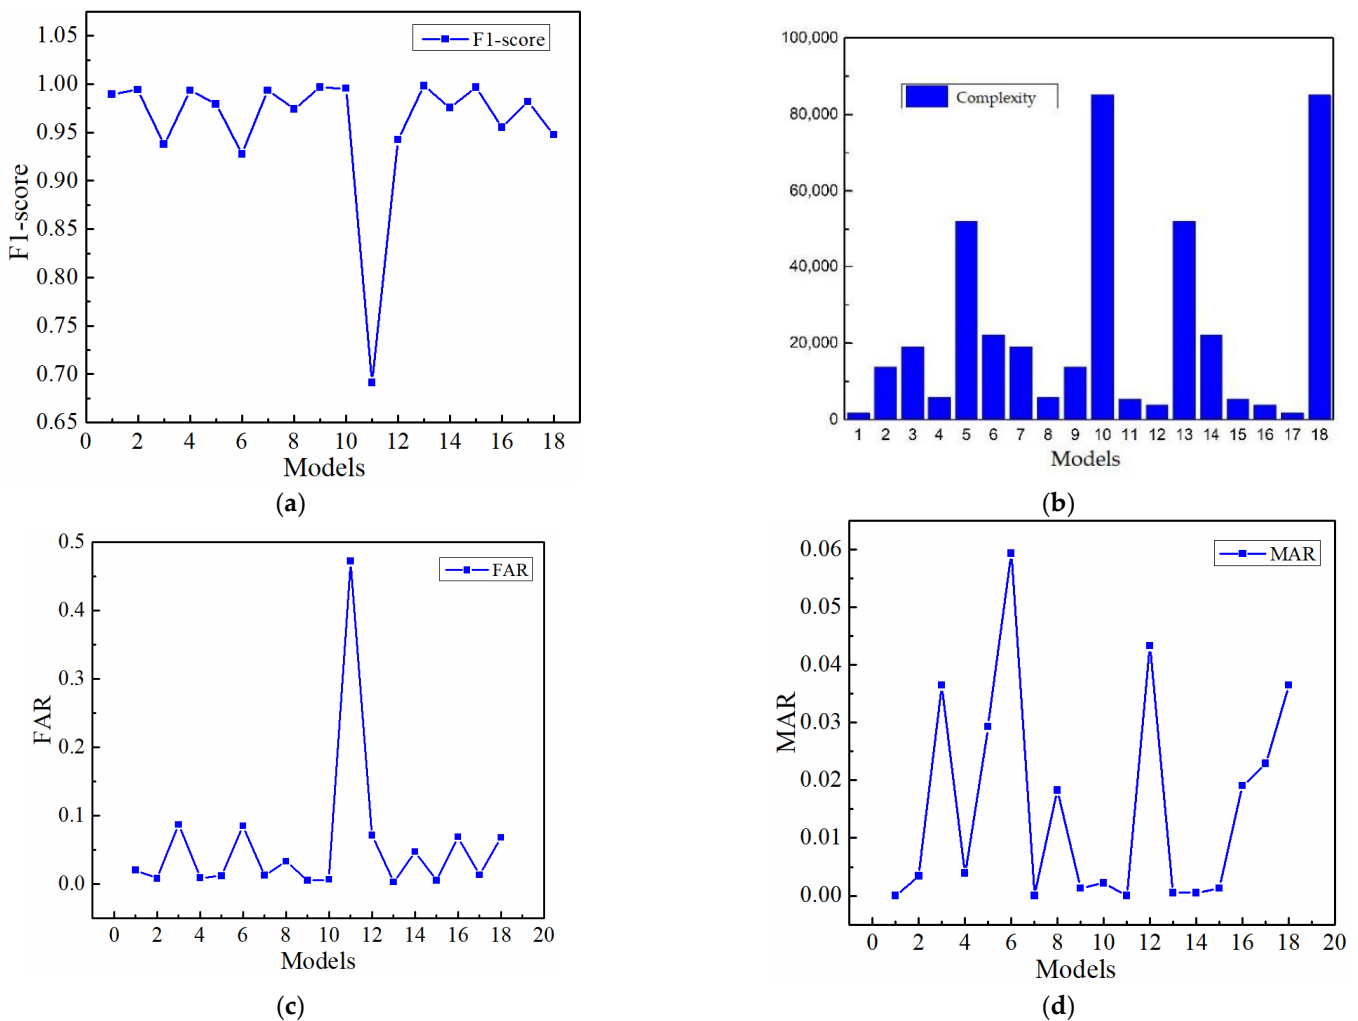 1.05
1.00
0.95
0.90
0.85
0.80
0.75
0.70
0.65
F1-score
F1-score
0 2 4 6 8 10 12 14 16 18
Models
(a)
100,000
80,000
60,000
40,000
20,000
0
Complexity
1 2 3 4 5 6 7 8 9 10 11 12 13 14 15 16 17 18
Models
(b)
0.5
0.4
0.3
0.2
0.1
0.0
FAR
FAR
0 2 4 6 8 10 12 14 16 18 20
Models
(c)
0.06
0.05
0.04
0.03
0.02
0.01
0.00
MAR
MAR
0 2 4 6 8 10 12 14 16 18 20
Models
(d)